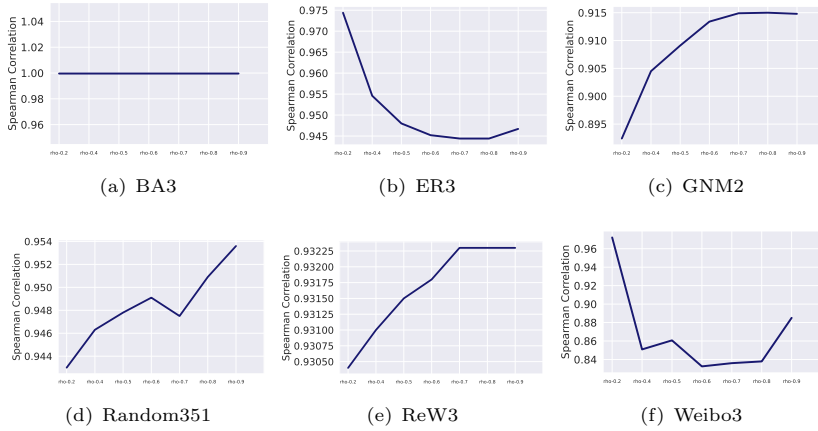 Spearman Correlation
1.04
1.02
1.00
0.98
0.96
rho-0.2 rho-0.4 rho-0.5 rho-0.6 rho-0.7 rho-0.8 rho-0.9
(a) BA3
Spearman Correlation
0.975
0.970
0.965
0.960
0.955
0.950
0.945
rho-0.2 rho-0.4 rho-0.5 rho-0.6 rho-0.7 rho-0.8 rho-0.9
(b) ER3
Spearman Correlation
0.915
0.910
0.905
0.900
0.895
rho-0.2 rho-0.4 rho-0.5 rho-0.6 rho-0.7 rho-0.8 rho-0.9
(c) GNM2
Spearman Correlation
0.954
0.952
0.950
0.948
0.946
0.944
rho-0.2 rho-0.4 rho-0.5 rho-0.6 rho-0.7 rho-0.8 rho-0.9
(d) Random351
Spearman Correlation
0.93225
0.93200
0.93175
0.93150
0.93125
0.93100
0.93075
0.93050
rho-0.2 rho-0.4 rho-0.5 rho-0.6 rho-0.7 rho-0.8 rho-0.9
(e) ReW3
Spearman Correlation
0.96
0.94
0.92
0.90
0.88
0.86
0.84
rho-0.2 rho-0.4 rho-0.5 rho-0.6 rho-0.7 rho-0.8 rho-0.9
(f) Weibo3